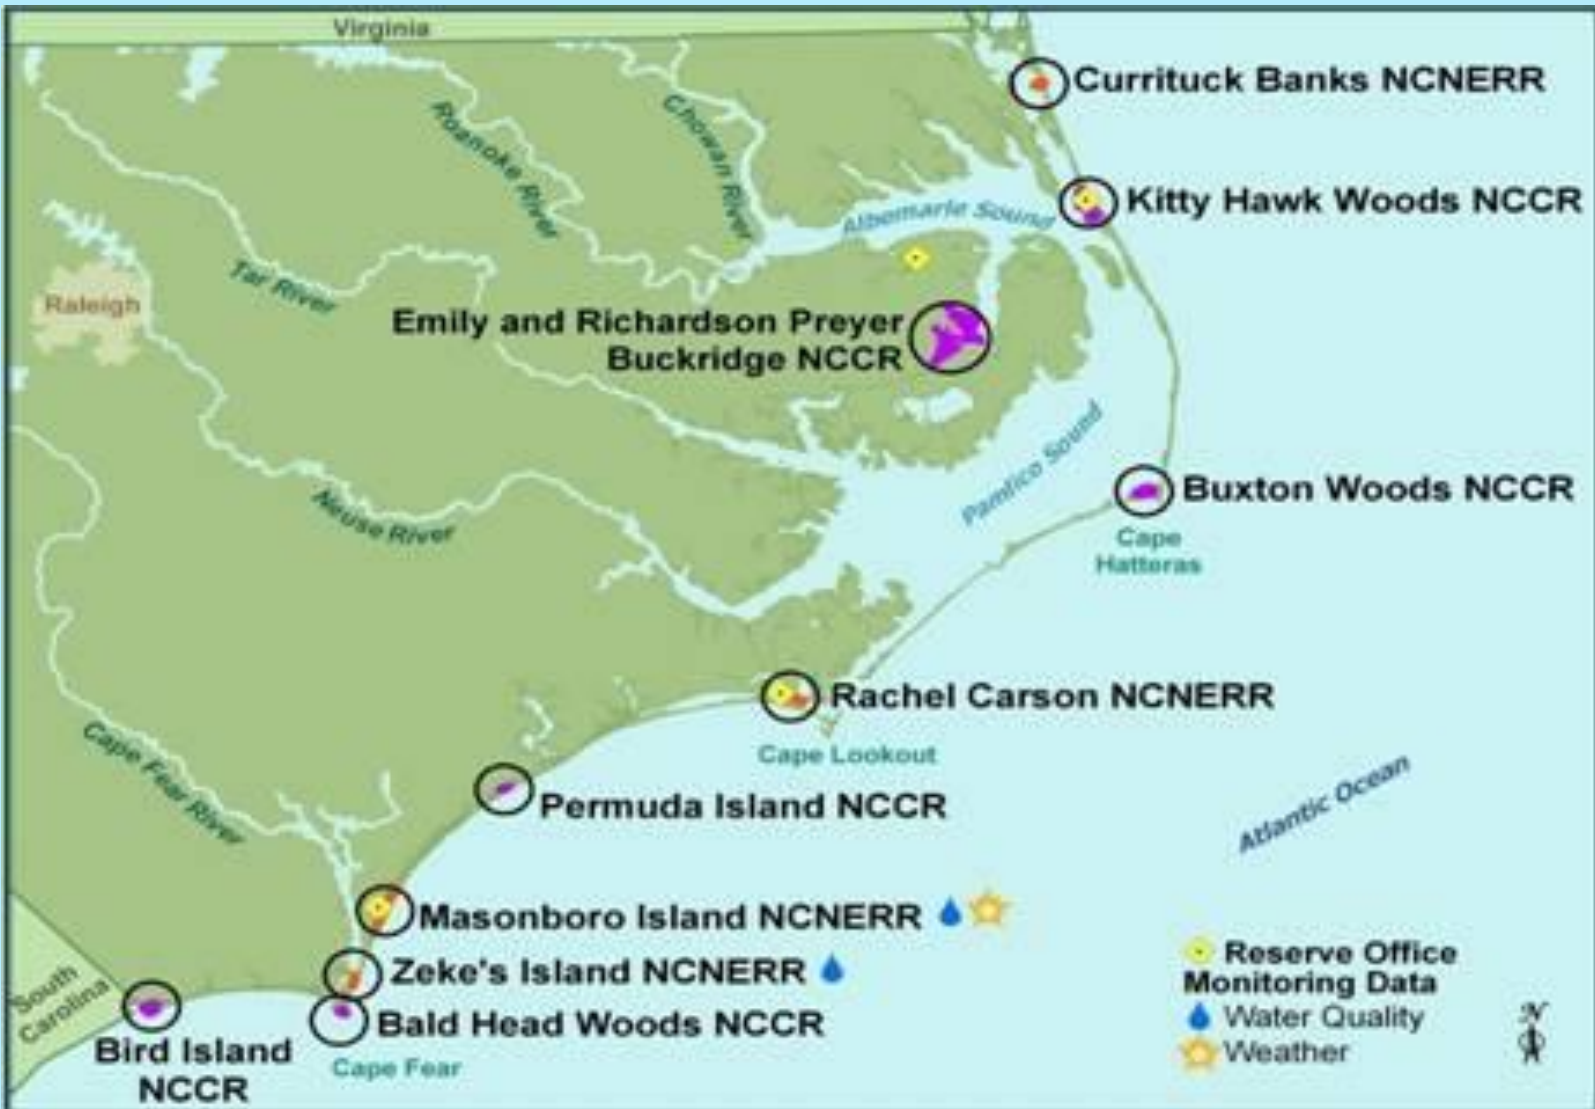 Virginia
Currituck Banks NCNERR
Roanoke River
Chowan River
Kitty Hawk Woods NCCR
Albemarle Sound
Tar River
Raleigh
Emily and Richardson Preyer
Buckridge NCCR
Pamlico Sound
Buxton Woods NCCR
Neuse River
Cape
Hatteras
Rachel Carson NCNERR
Cape Lookout
Cape Fear River
Permuda Island NCCR
Atlantic Ocean
Masonboro Island NCNERR
Zeke's Island NCNERR
South
Carolina
Bald Head Woods NCCR
Bird Island
NCCR
Cape Fear
Reserve Office
Monitoring Data
Water Quality
Weather
N